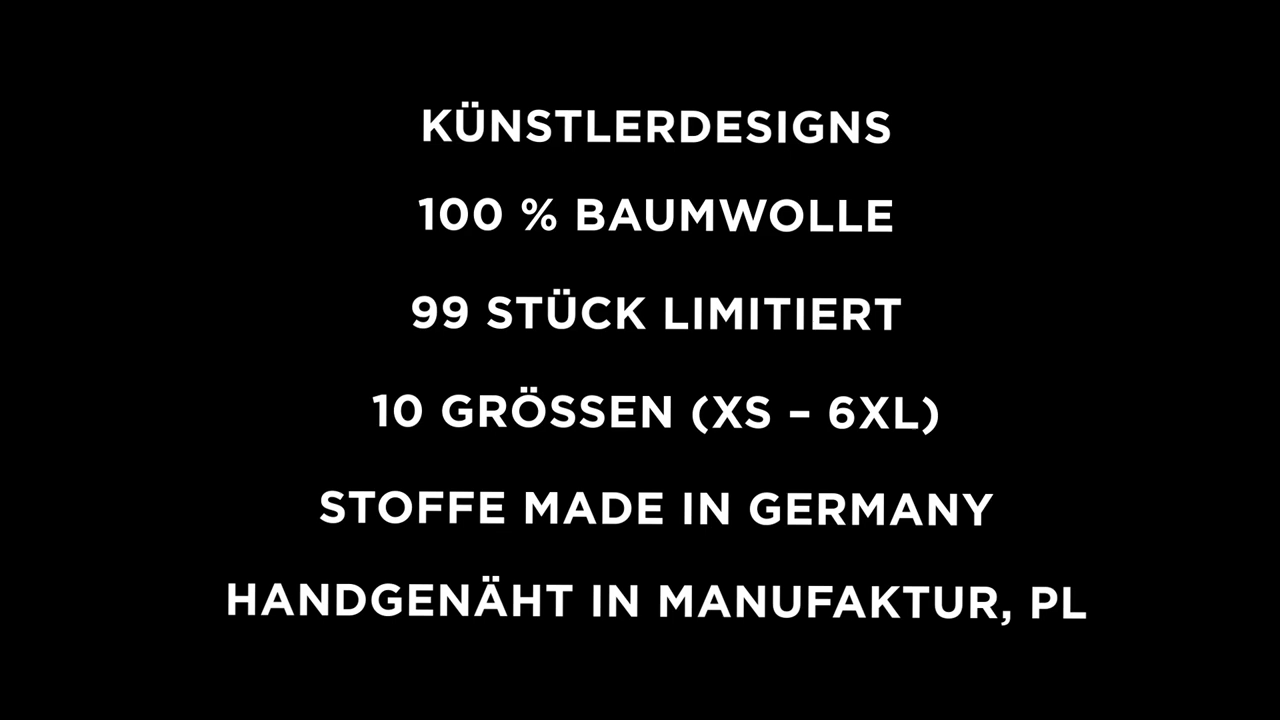 KÜNSTLERDESIGNS
100 % BAUMWOLLE
99 STÜCK LIMITIERT
10 GRÖSSEN (XS – 6XL)
STOFFE MADE IN GERMANY
HANDGENÄHT IN MANUFAKTUR, PL